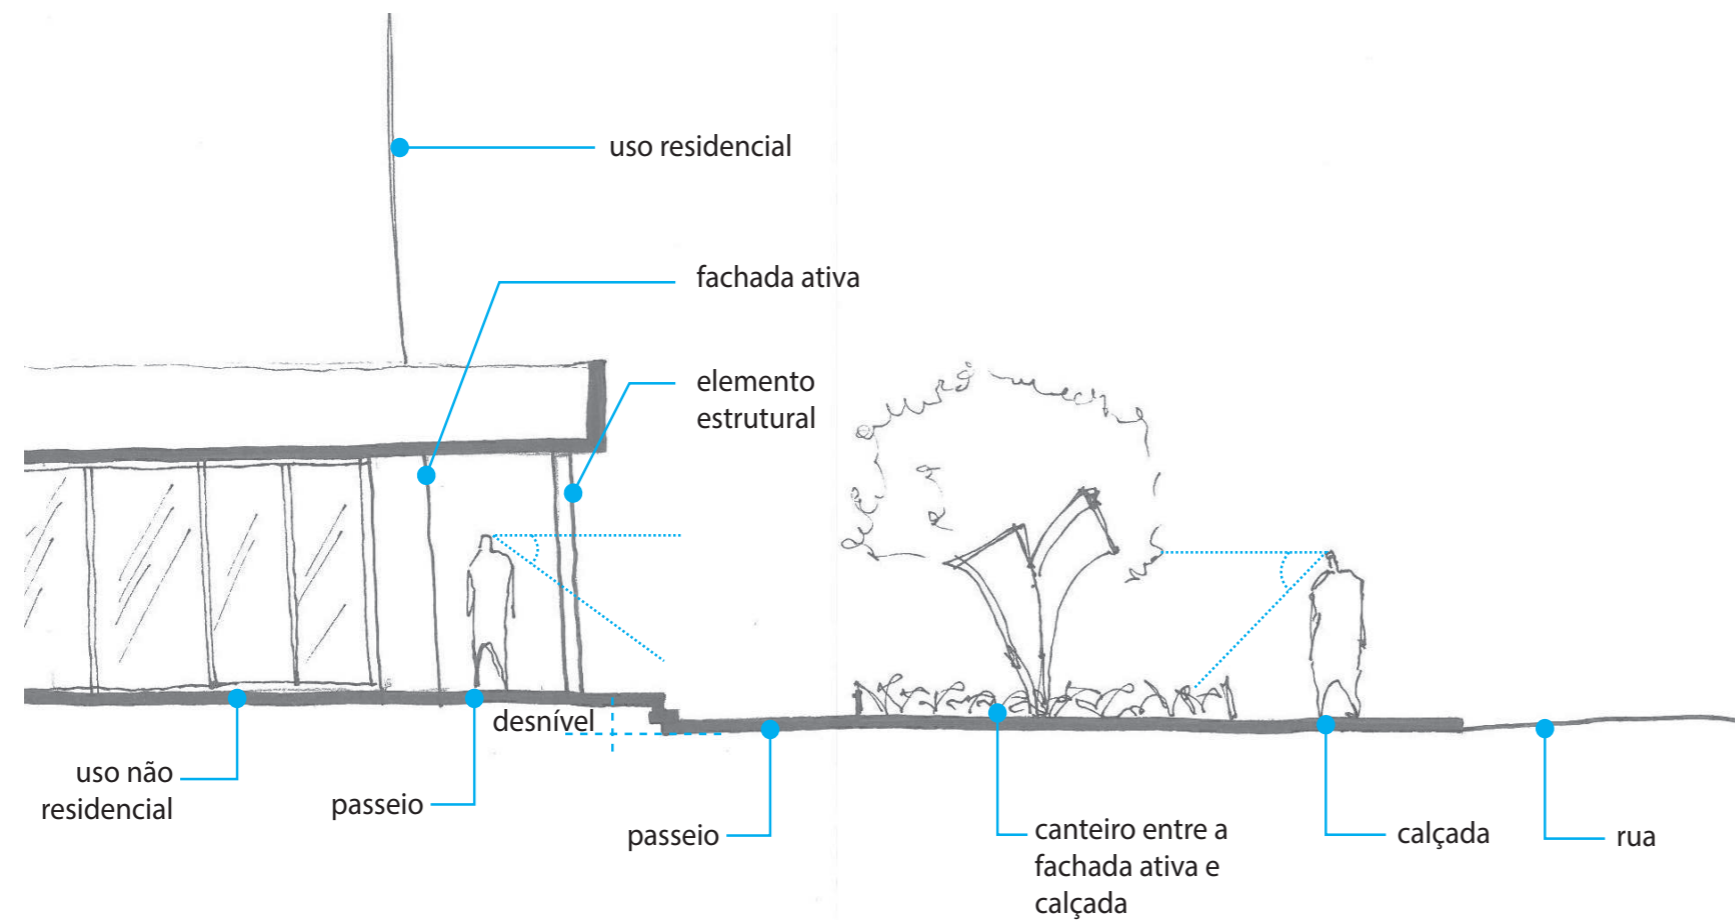 uso residencial
fachada ativa
elemento
estrutural
desnível
uso não
residencial
passeio
passeio
canteiro entre a
fachada ativa e
calçada
calçada
rua